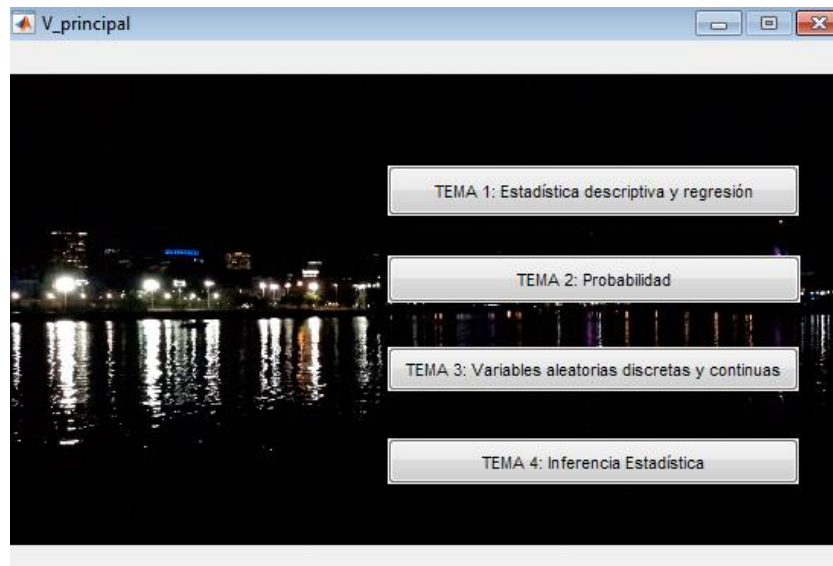 V_principal
TEMA 1: Estadística descriptiva y regresión
TEMA 2: Probabilidad
TEMA 3: Variables aleatorias discretas y continuas
TEMA 4: Inferencia Estadística